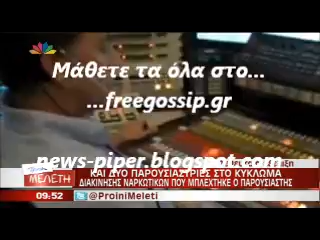 Μάθετε τα όλα στο...
...freegossip.gr
news-piper.blogspot.com
ΜΕΛΕΤΗ
ΚΑΙ ΔΥΟ ΠΑΡΟΥΣΙΑΣΤΡΙΕΣ ΣΤΟ ΚΥΚΛΩΜΑ
ΔΙΑΚΙΝΗΣΗΣ ΝΑΡΚΩΤΙΚΩΝ ΠΟΥ ΜΠΛΕΧΤΗΚΕ Ο ΠΑΡΟΥΣΙΑΣΤΗΣ
09:52
@ProiniMeleti